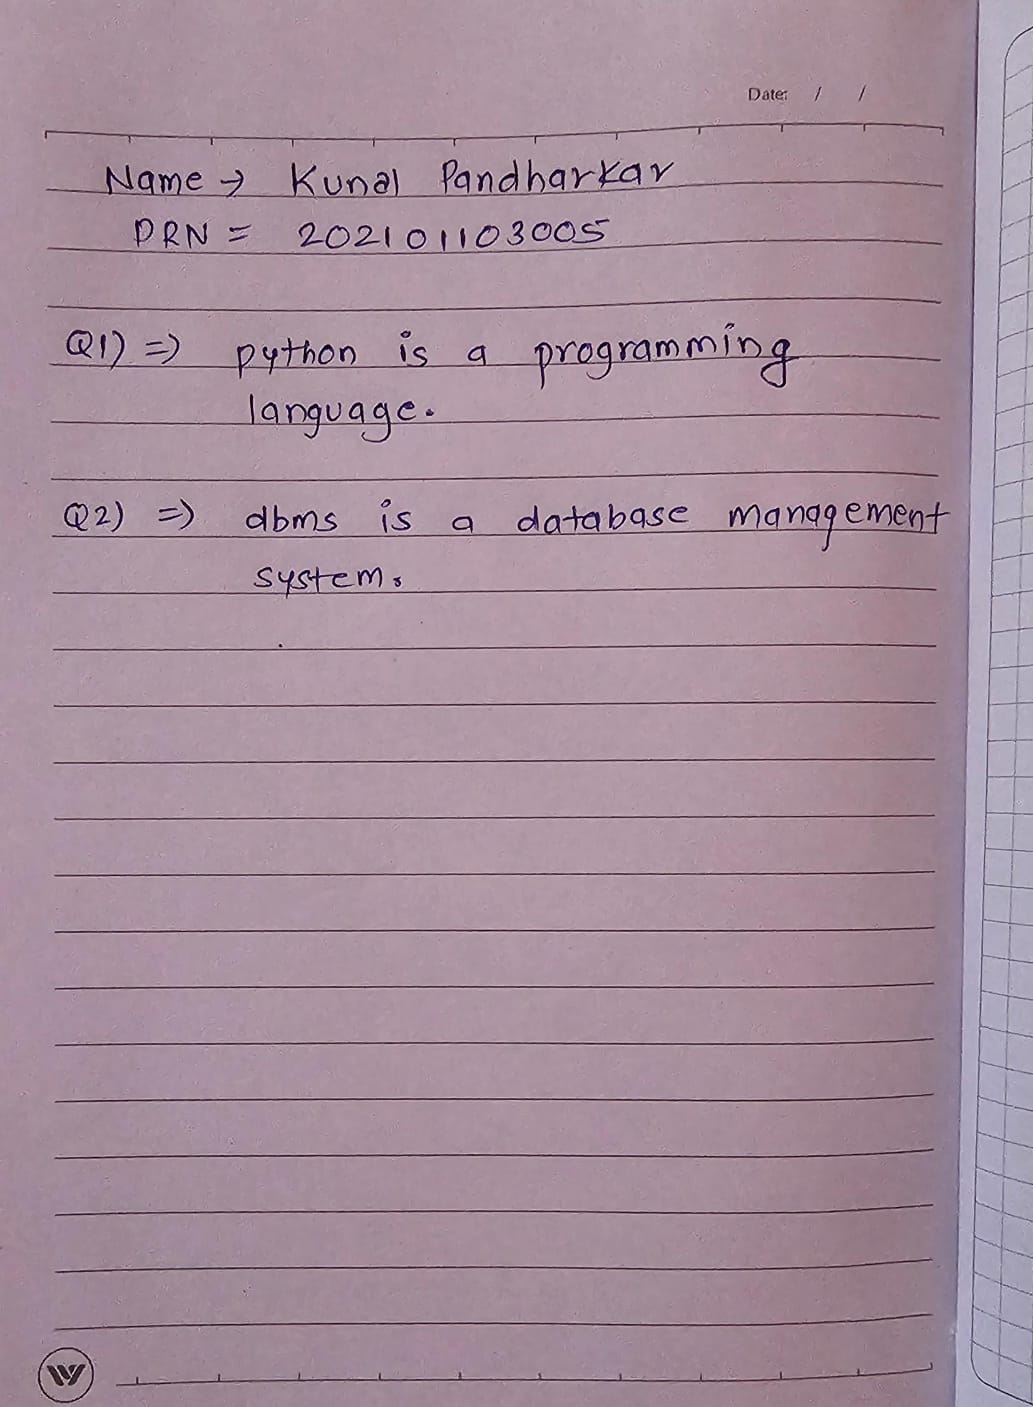 Date: / /
Name → Kunal Pandharkar
PRN = 202101103005
Q1) => python is a programming
language.
Q2) => dbms is a database management
system.
W